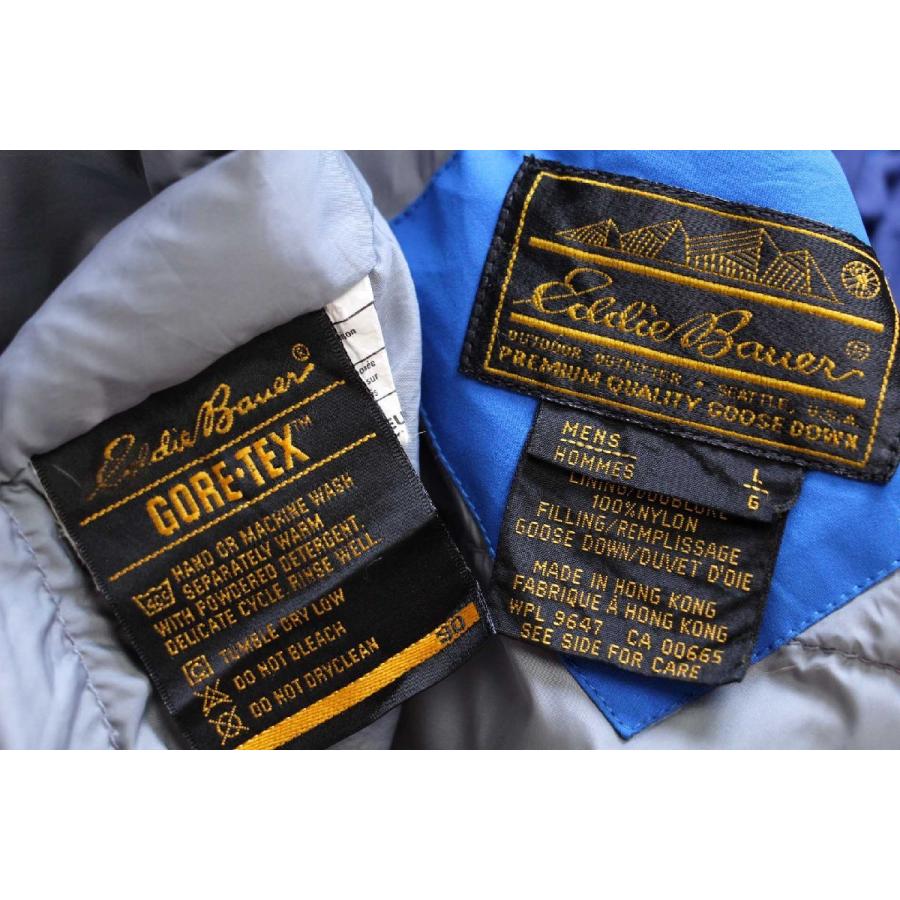 Eddie Bauer®
GORE-TEX™
HAND OR MACHINE WASH
SEPARATELY WARM
WITH POWDERED DETERGENT.
DELICATE CYCLE. RINSE WELL.
TUMBLE DRY LOW
DO NOT BLEACH
DO NOT DRYCLEAN
Eddie Bauer®
OUTDOOR OUTFITTER • SEATTLE, U.S.A.
PREMIUM QUALITY GOOSE DOWN
MENS L
HOMMES G
LINING/DOUBLURE
100%NYLON
FILLING/REMPLISSAGE
GOOSE DOWN/DUVET D'OIE
MADE IN HONG KONG
FABRIQUE À HONG KONG
WPL 9647 CA 00665
SEE SIDE FOR CARE